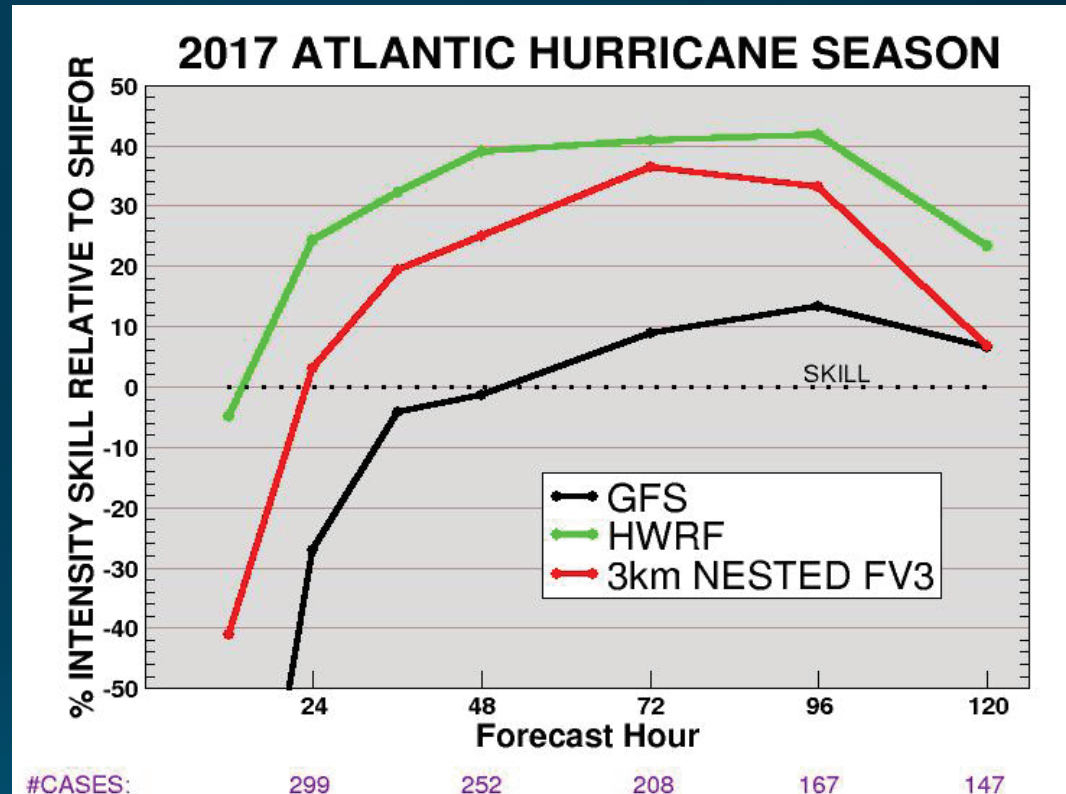 2017 ATLANTIC HURRICANE SEASON
% INTENSITY SKILL RELATIVE TO SHIFOR
50
40
30
20
10
0
-10
-20
-30
-40
-50
SKILL
GFS
HWRF
3km NESTED FV3
24 48 72 96 120
Forecast Hour
#CASES: 299 252 208 167 147